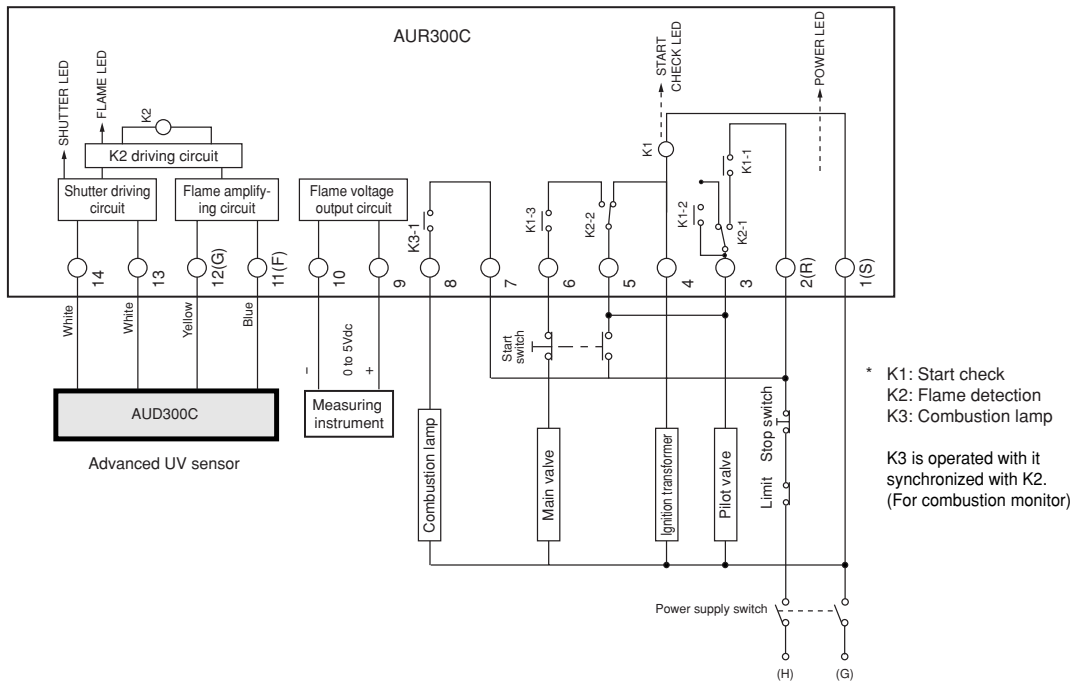 AUR300C
SHUTTER LED
FLAME LED
START
CHECK LED
POWER LED
K2
K2 driving circuit
K1
K1-1
Shutter driving
circuit
Flame amplify-
ing circuit
Flame voltage
output circuit
K3-1
K1-3
K2-2
K1-2
K2-1
14
13
12(G)
11(F)
10
9
8
7
6
5
4
3
2(R)
1(S)
White
White
Yellow
Blue
−
0 to 5Vdc
+
Start
switch
AUD300C
Advanced UV sensor
Measuring
instrument
Combustion lamp
Main valve
Ignition transformer
Pilot valve
Stop switch
Limit
* K1: Start check
K2: Flame detection
K3: Combustion lamp
K3 is operated with it
synchronized with K2.
(For combustion monitor)
Power supply switch
(H)
(G)